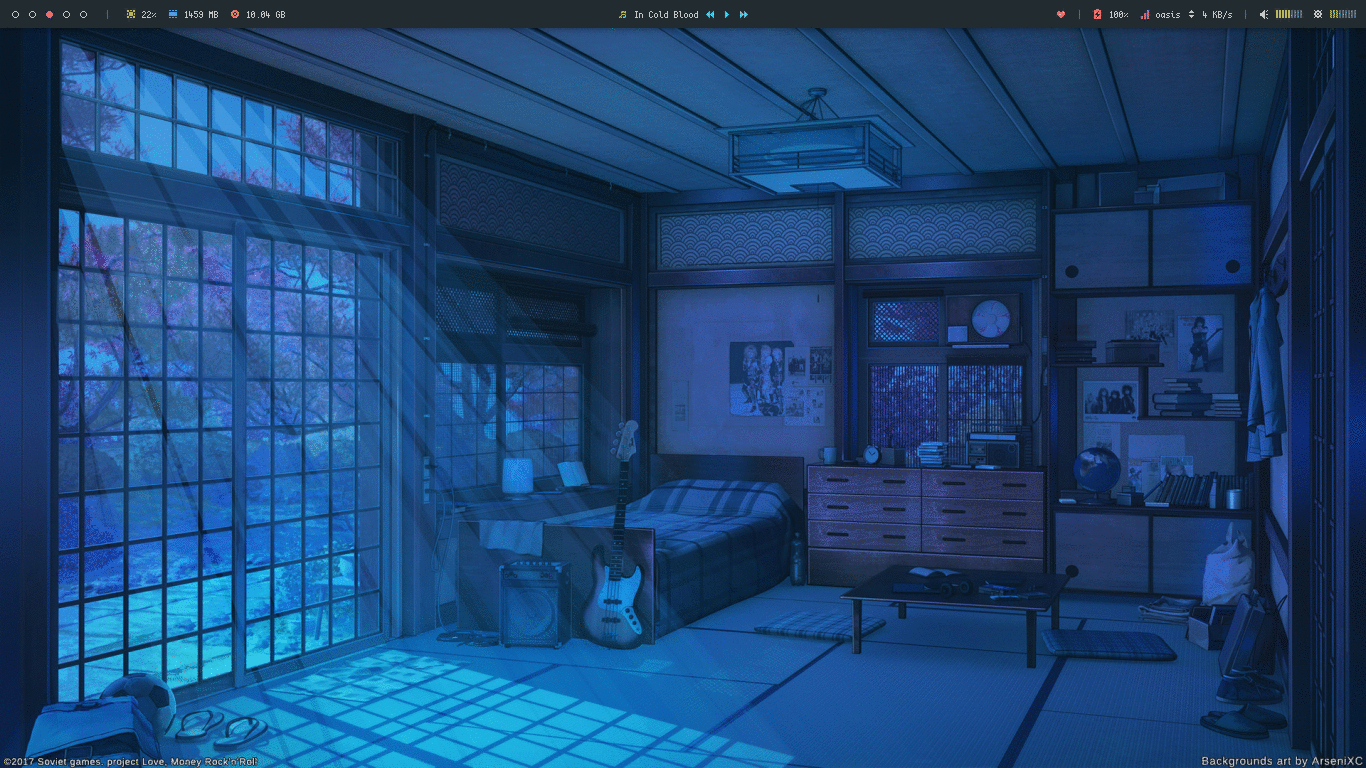 22% 1459 MB 10.04 GB
In Cold Blood
100% oasis 4 KB/s
©2017 Soviet games. project Love, Money Rock'n'Roll
Backgrounds art by ArseniXC